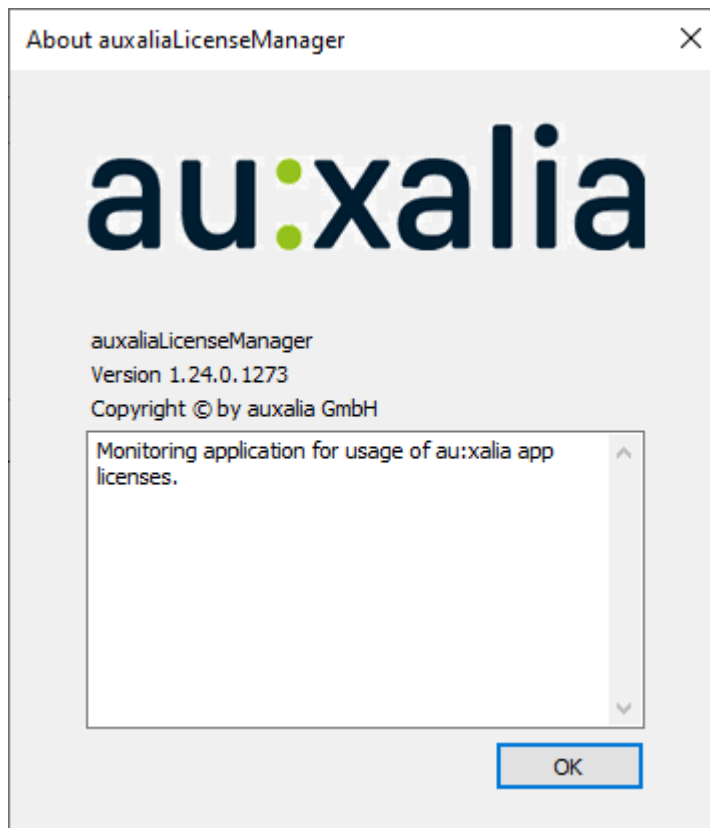 About auxaliaLicenseManager
au:xalia
auxaliaLicenseManager
Version 1.24.0.1273
Copyright © by auxalia GmbH
Monitoring application for usage of au:xalia app
licenses.
OK